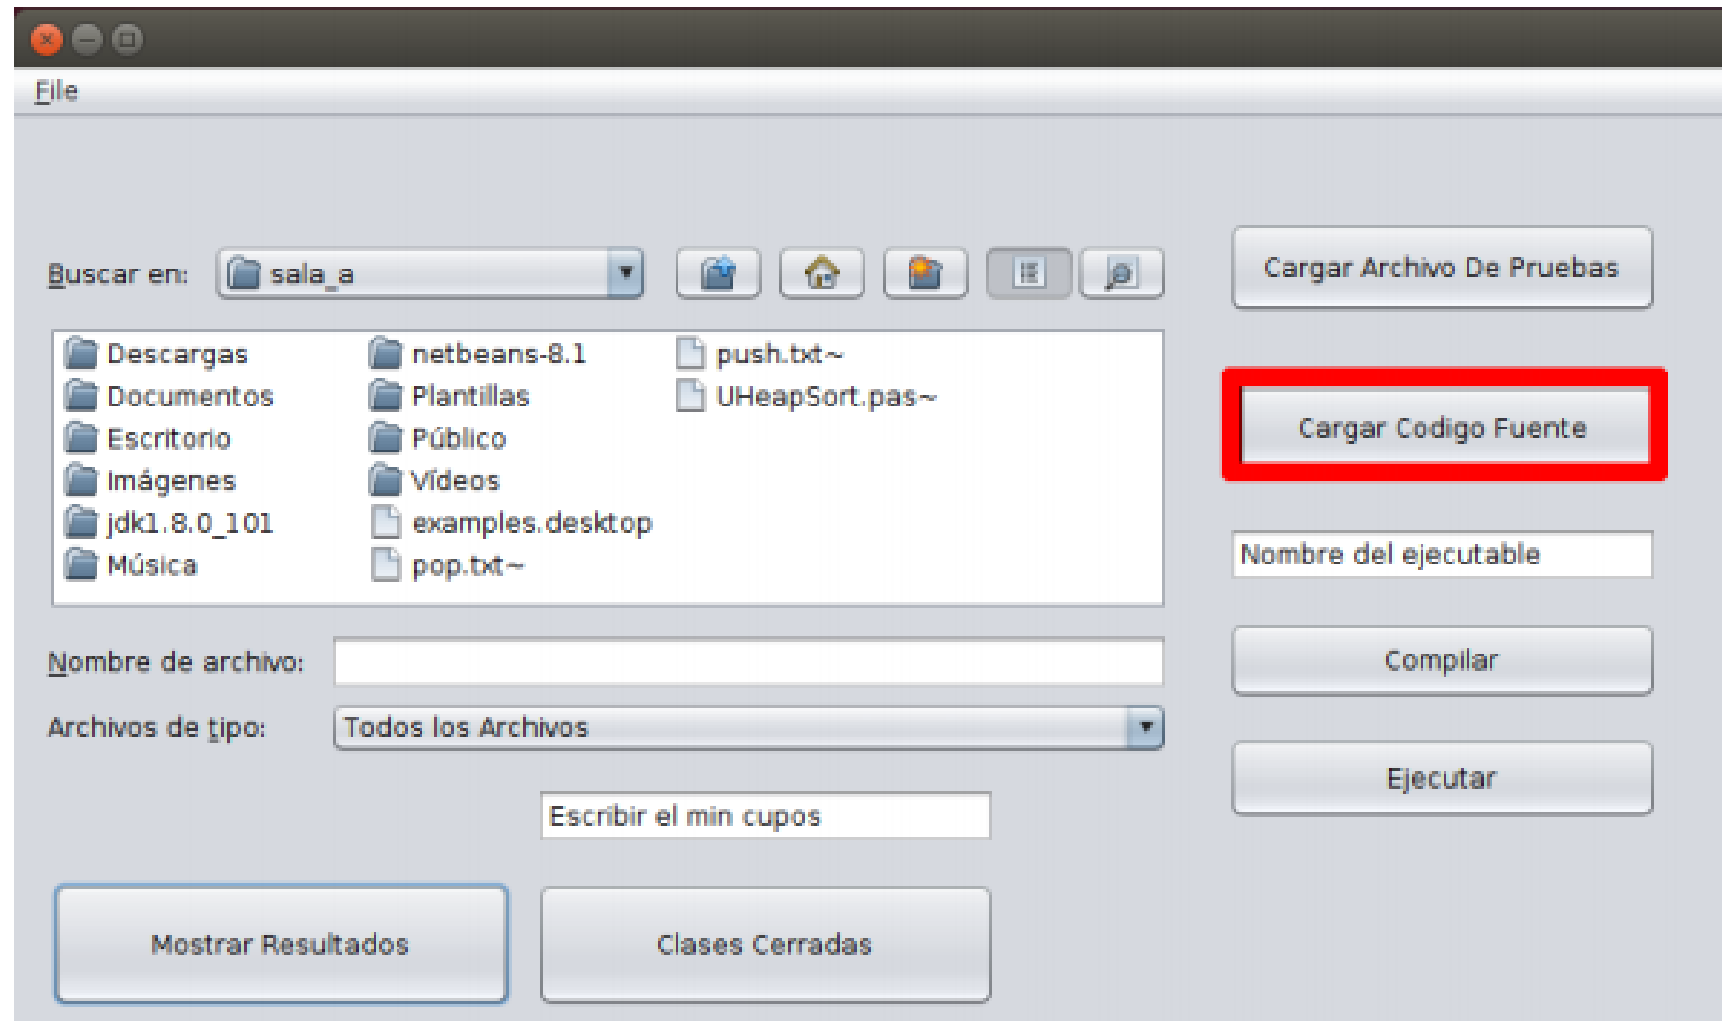 File
Buscar en:
sala_a
Cargar Archivo De Pruebas
Descargas
Documentos
Escritorio
Imágenes
jdk1.8.0_101
Música
netbeans-8.1
Plantillas
Público
Vídeos
examples.desktop
pop.txt~
push.txt~
UHeapSort.pas~
Cargar Codigo Fuente
Nombre del ejecutable
Nombre de archivo:
Compilar
Archivos de tipo:
Todos los Archivos
Ejecutar
Escribir el min cupos
Mostrar Resultados
Clases Cerradas